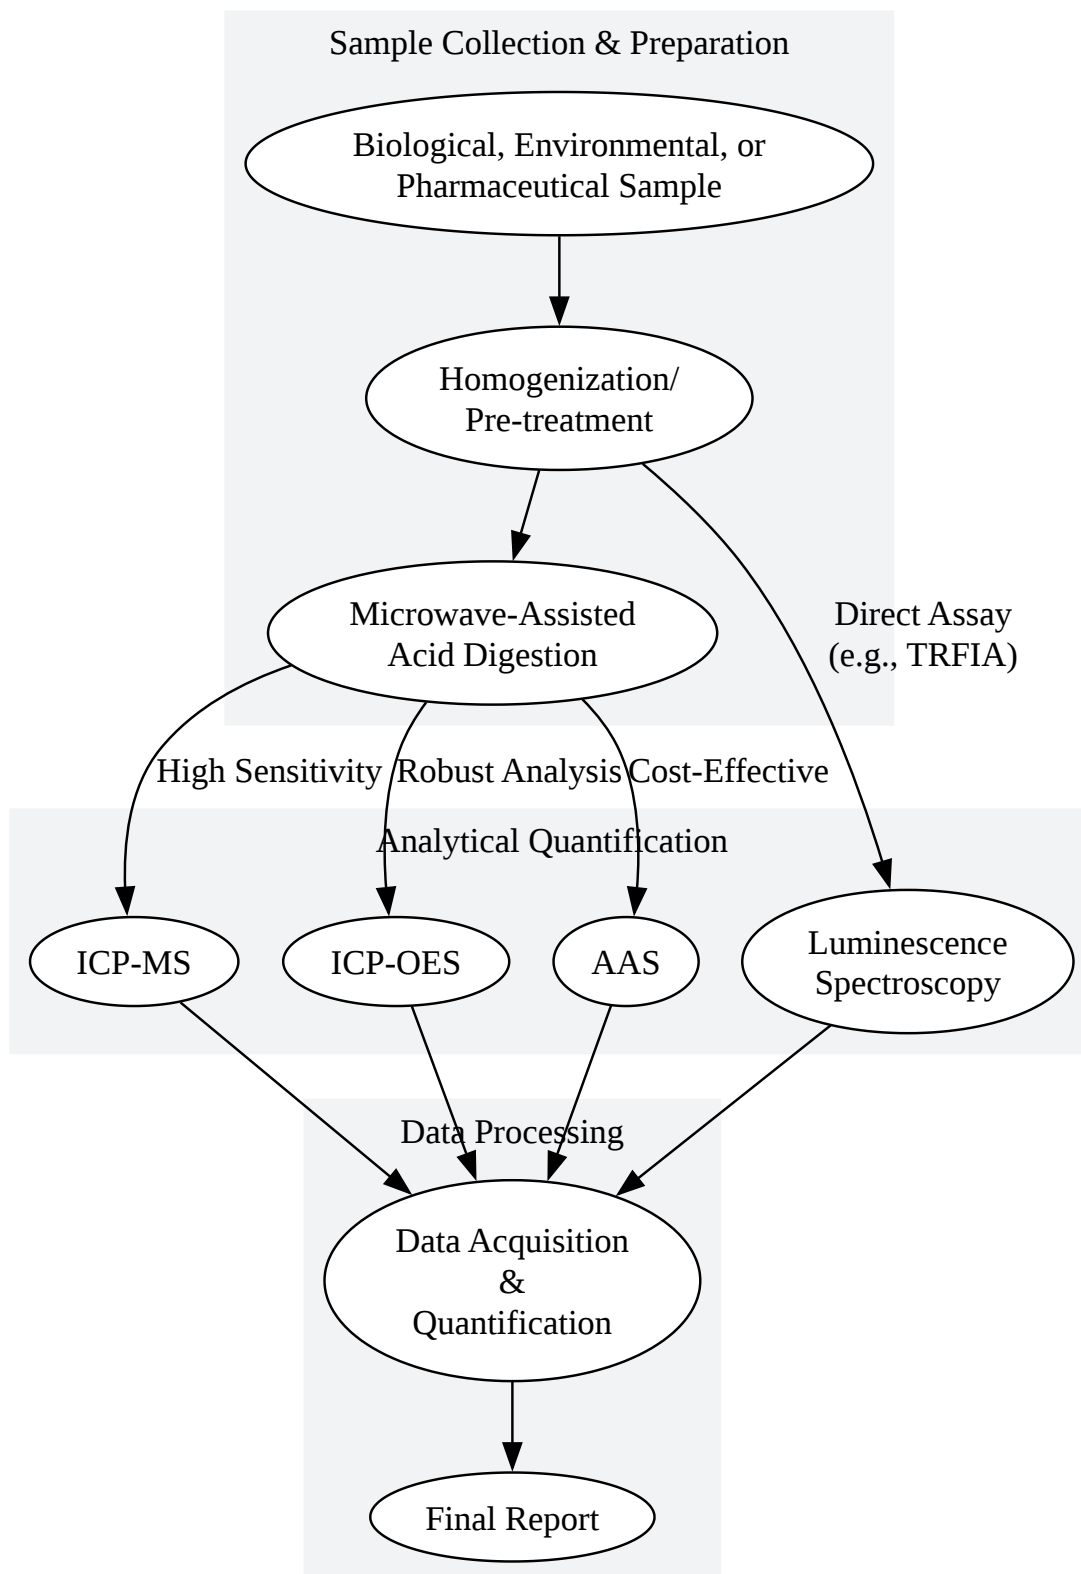 Sample Collection & Preparation
Biological, Environmental, or
Pharmaceutical Sample
Homogenization/
Pre-treatment
Microwave-Assisted
Acid Digestion
Direct Assay
(e.g., TRFIA)
High Sensitivity
Robust Analysis
Cost-Effective
Analytical Quantification
ICP-MS
ICP-OES
AAS
Luminescence
Spectroscopy
Data Processing
Data Acquisition
&
Quantification
Final Report